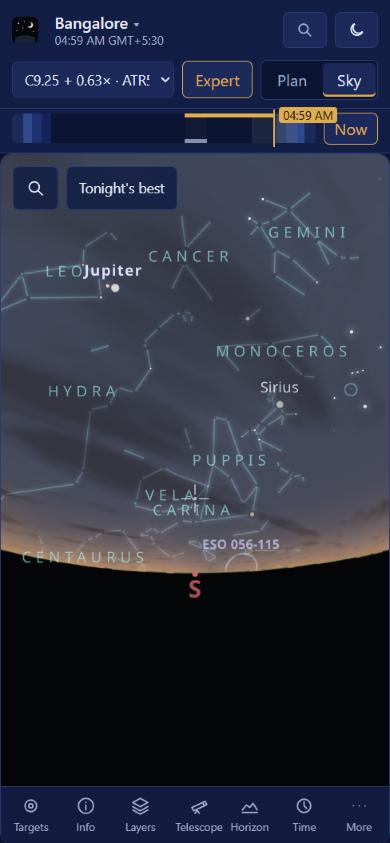 Bangalore
04:59 AM GMT+5:30
C9.25 + 0.63× · ATR!
Expert
Plan
Sky
04:59 AM
Now
Tonight's best
GEMINI
CANCER
LEO
Jupiter
MONOCEROS
HYDRA
Sirius
PUPPIS
VELA
CARINA
ESO 056-115
CENTAURUS
S
Targets
Info
Layers
Telescope
Horizon
Time
More